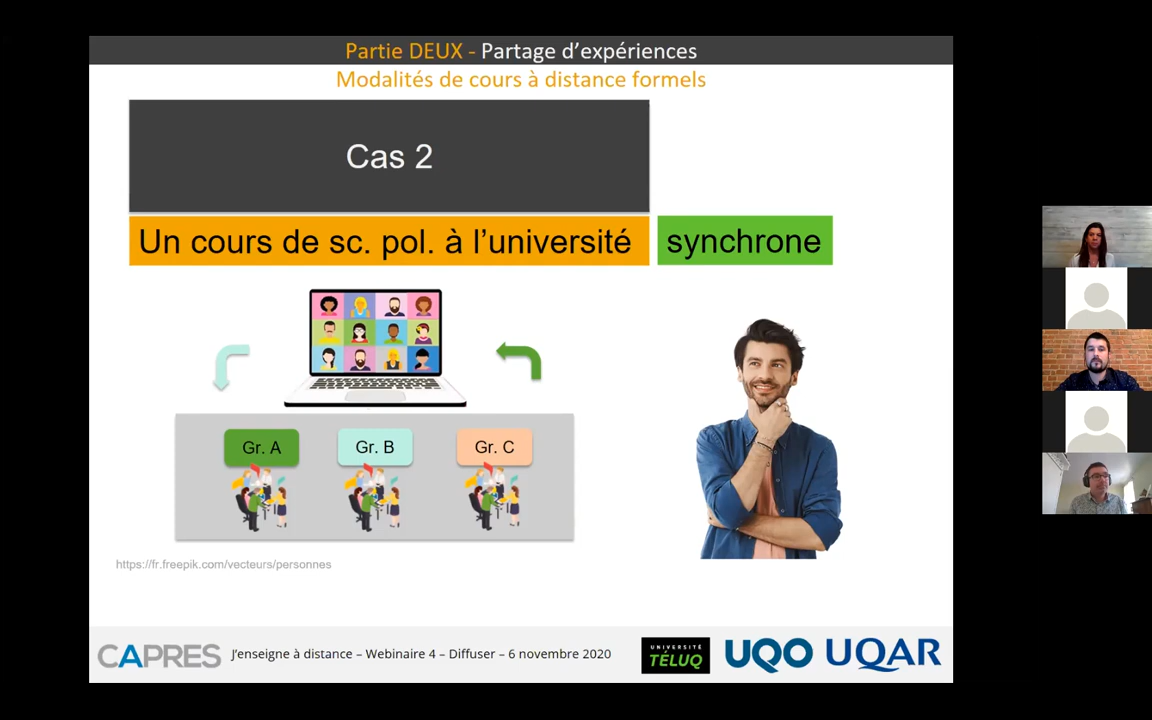 Partie DEUX - Partage d’expériences
Modalités de cours à distance formels
Cas 2
Un cours de sc. pol. à l’université
synchrone
Gr. A
Gr. B
Gr. C
https://fr.freepik.com/vecteurs/personnes
CAPRES
J’enseigne à distance – Webinaire 4 – Diffuser – 6 novembre 2020
UNIVERSITÉ
TÉLUQ
UQO
UQAR